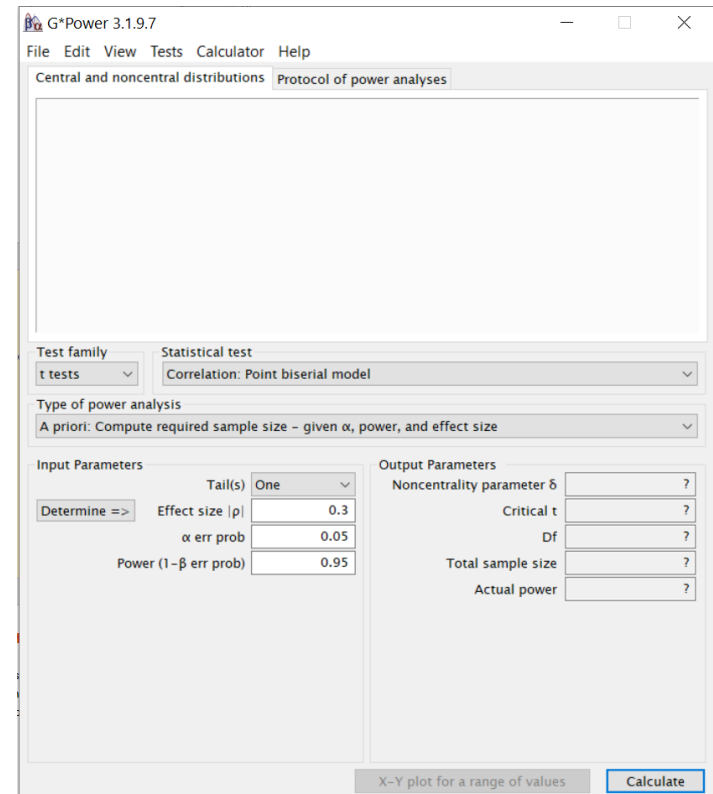 G*Power 3.1.9.7
File Edit View Tests Calculator Help
Central and noncentral distributions Protocol of power analyses
Test family Statistical test
t tests Correlation: Point biserial model
Type of power analysis
A priori: Compute required sample size – given α, power, and effect size
Input Parameters Output Parameters
Tail(s) One Noncentrality parameter δ ?
Determine => Effect size |ρ| 0.3 Critical t ?
α err prob 0.05 Df ?
Power (1-β err prob) 0.95 Total sample size ?
Actual power ?
X-Y plot for a range of values Calculate